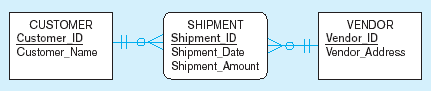 CUSTOMER
Customer_ID
Customer_Name
SHIPMENT
Shipment_ID
Shipment_Date
Shipment_Amount
VENDOR
Vendor_ID
Vendor_Address